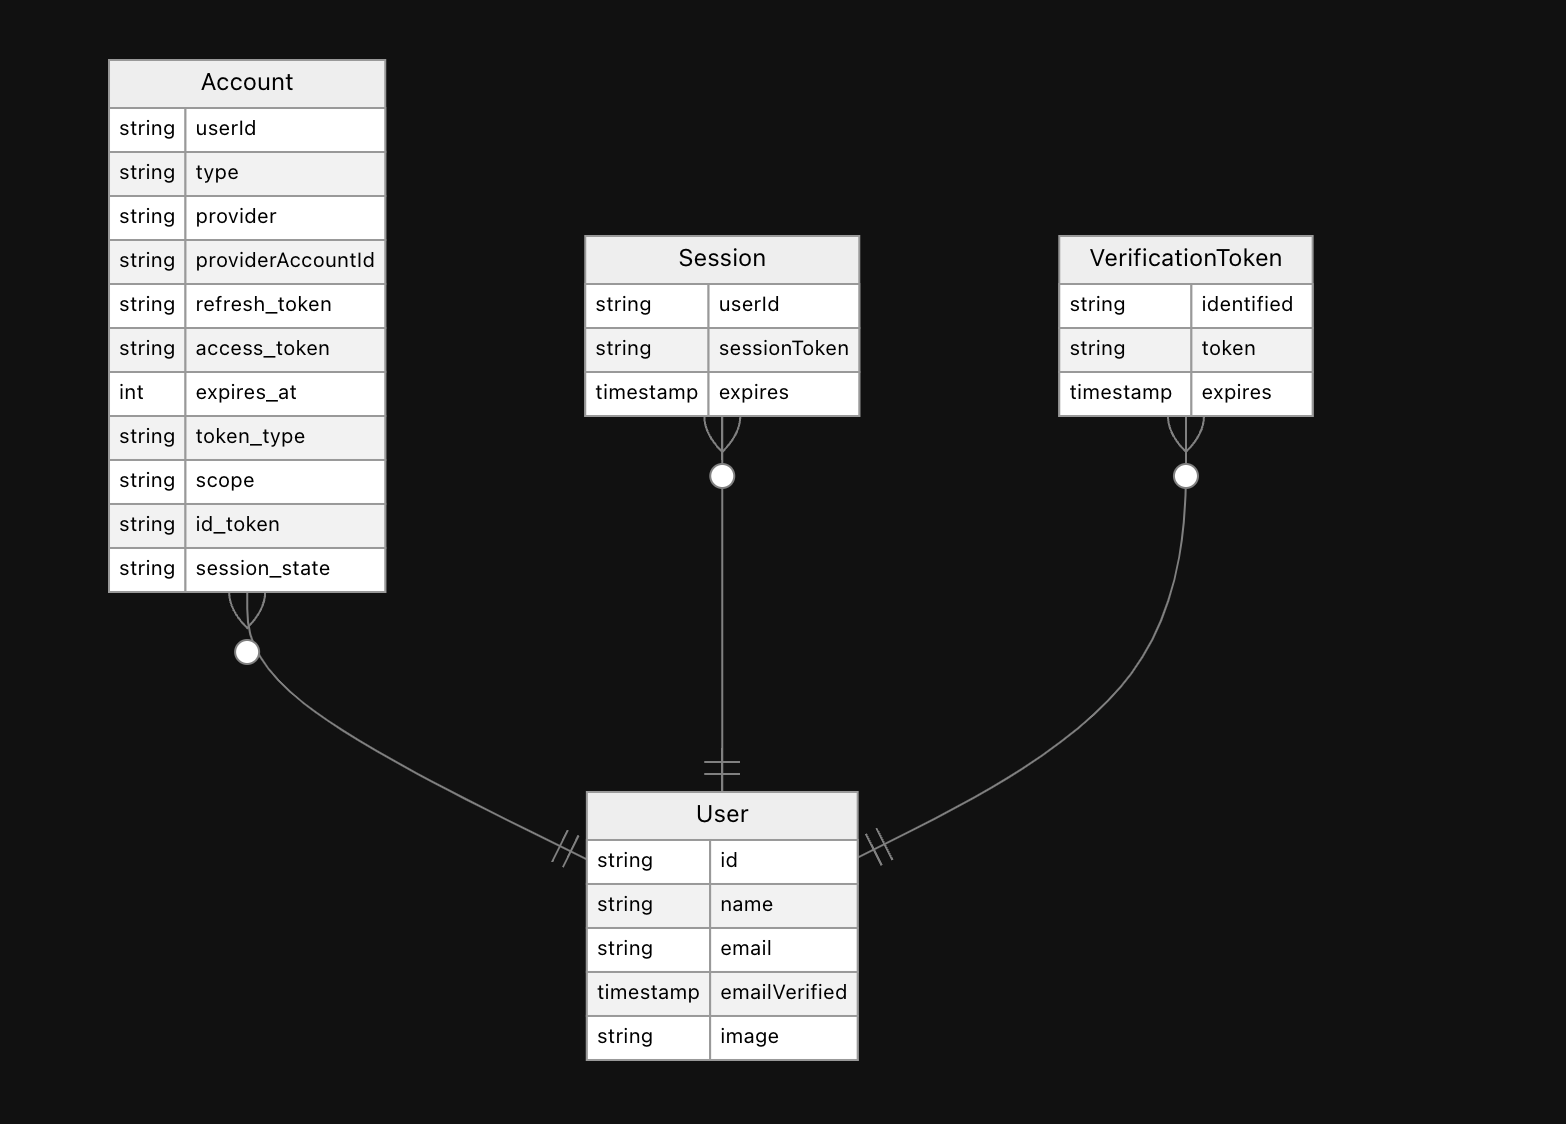 Account
string userId
string type
string provider
string providerAccountId
string refresh_token
string access_token
int expires_at
string token_type
string scope
string id_token
string session_state
Session
string userId
string sessionToken
timestamp expires
VerificationToken
string identified
string token
timestamp expires
User
string id
string name
string email
timestamp emailVerified
string image